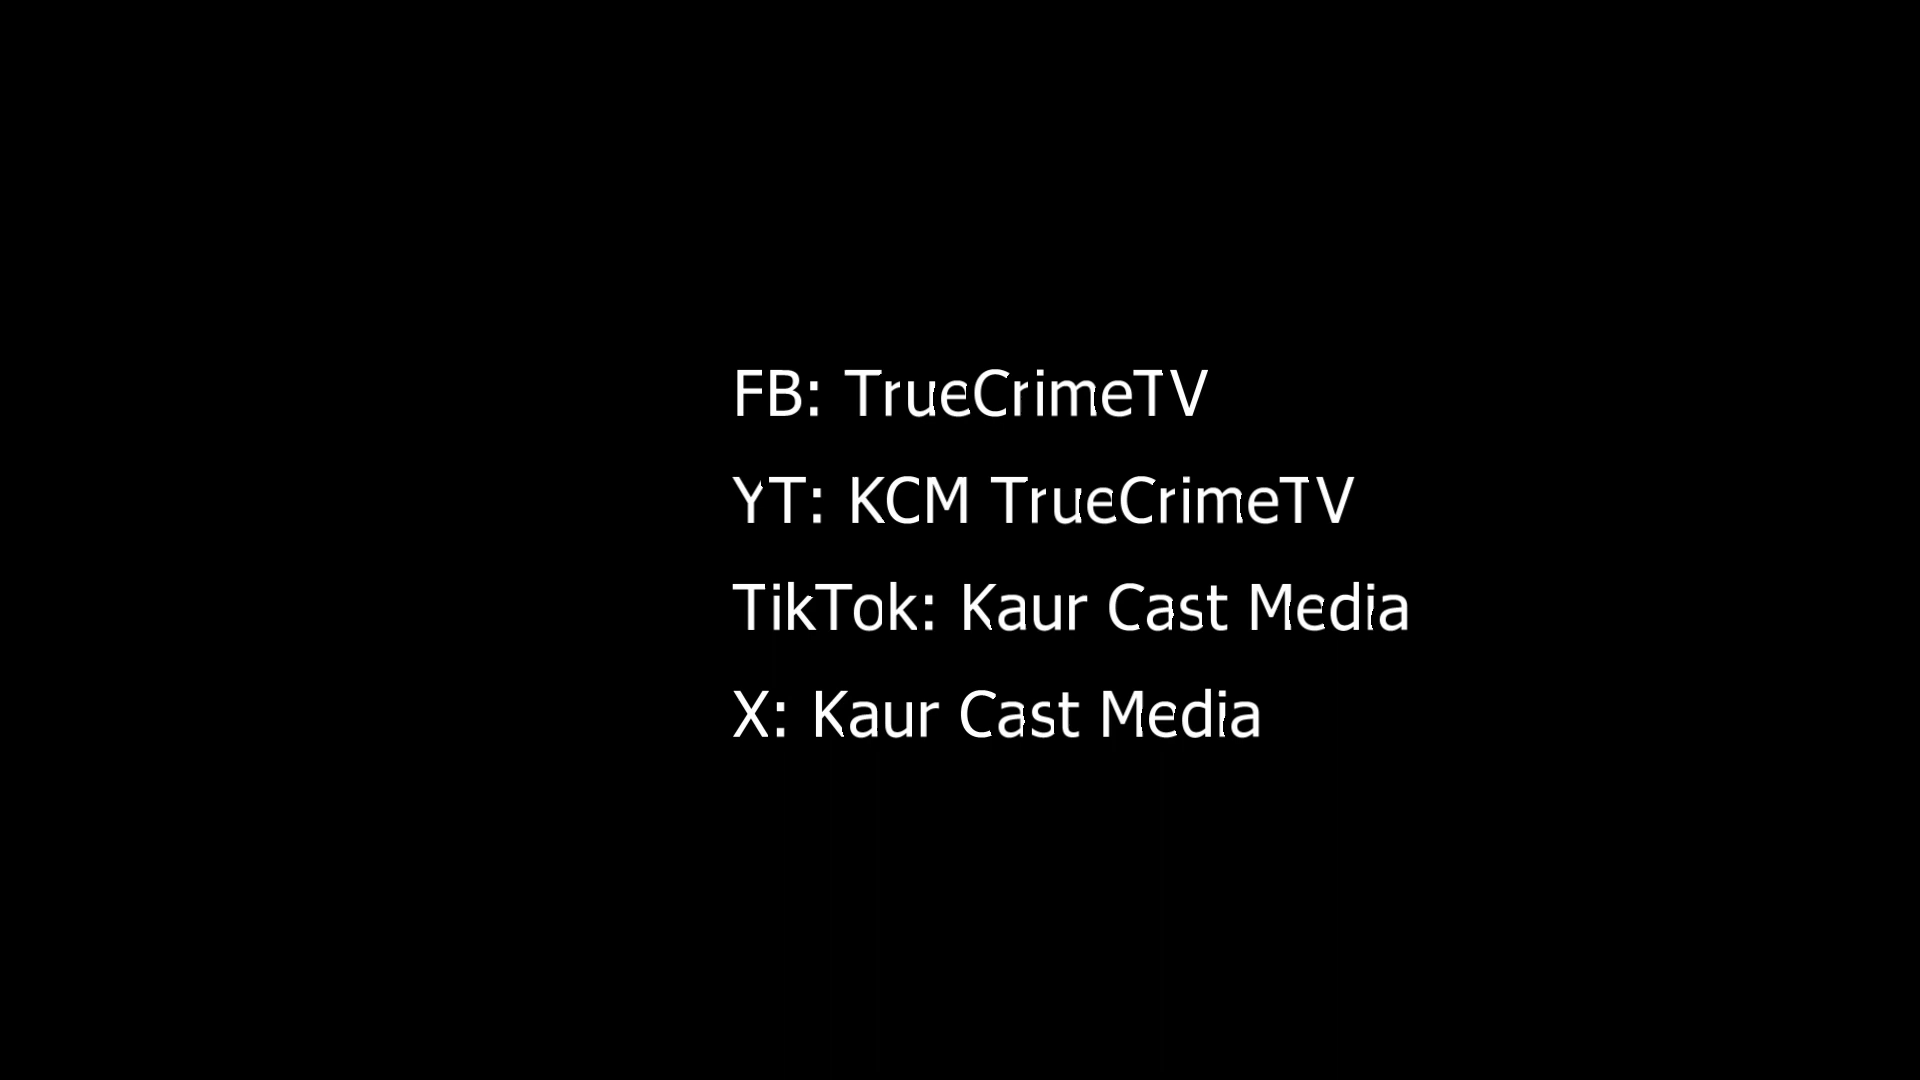 FB: TrueCrimeTV
YT: KCM TrueCrimeTV
TikTok: Kaur Cast Media
X: Kaur Cast Media